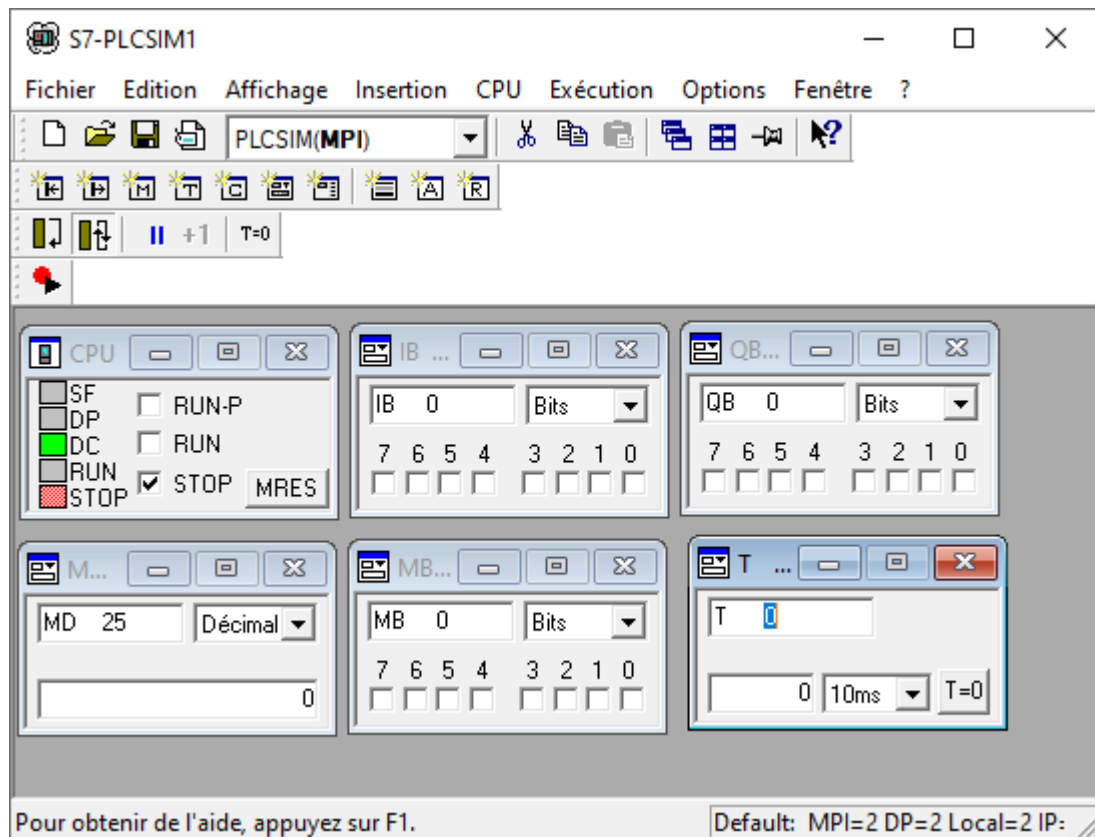 S7-PLCSIM1
Fichier Edition Affichage Insertion CPU Exécution Options Fenêtre ?
PLCSIM(MPI)
M T C A R
+1 T=0
CPU IB ... QB...
SF
DP
DC
RUN
STOP
RUN-P
RUN
STOP MRES
IB 0 Bits
7 6 5 4 3 2 1 0
QB 0 Bits
7 6 5 4 3 2 1 0
M... MB... T ...
MD 25 Décimal
0
MB 0 Bits
7 6 5 4 3 2 1 0
T 0
0 10ms T=0
Pour obtenir de l'aide, appuyez sur F1. Default: MPI=2 DP=2 Local=2 IP: